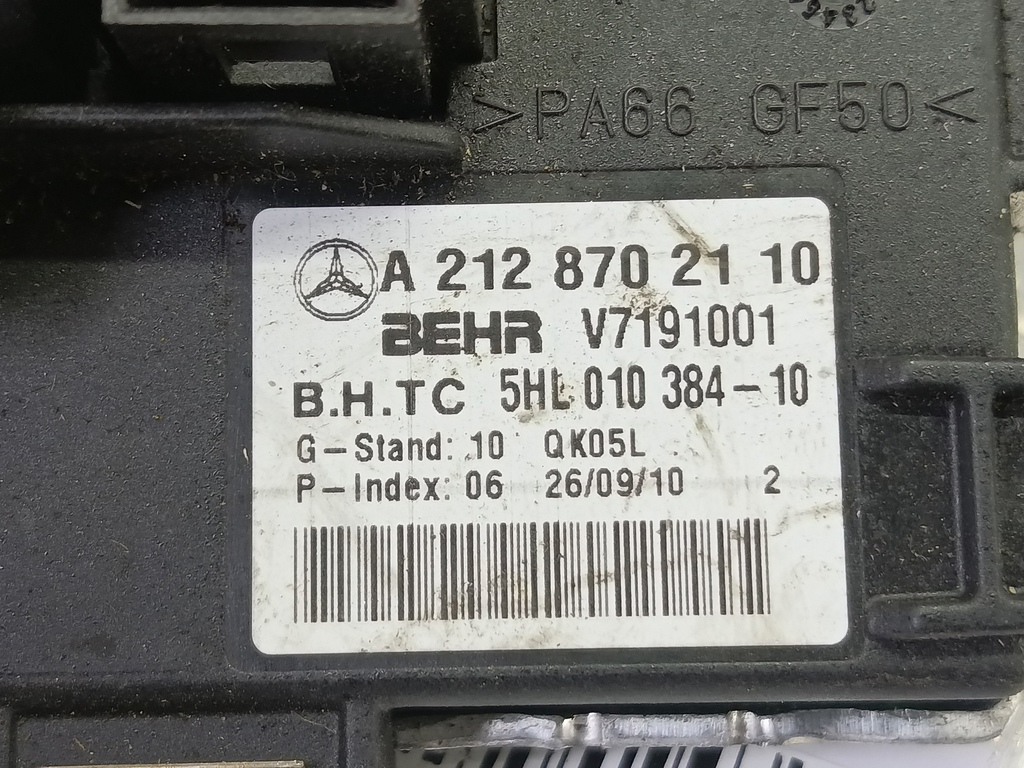 >PA66 GF50<
A 212 870 21 10
BEHR V7191001
B.H.TC 5HL 010 384-10
G-Stand: 10 QK05L
P-Index: 06 26/09/10 2